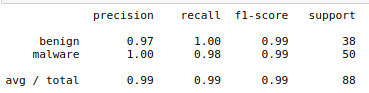 precision recall f1-score support
benign 0.97 1.00 0.99 38
malware 1.00 0.98 0.99 50
avg / total 0.99 0.99 0.99 88